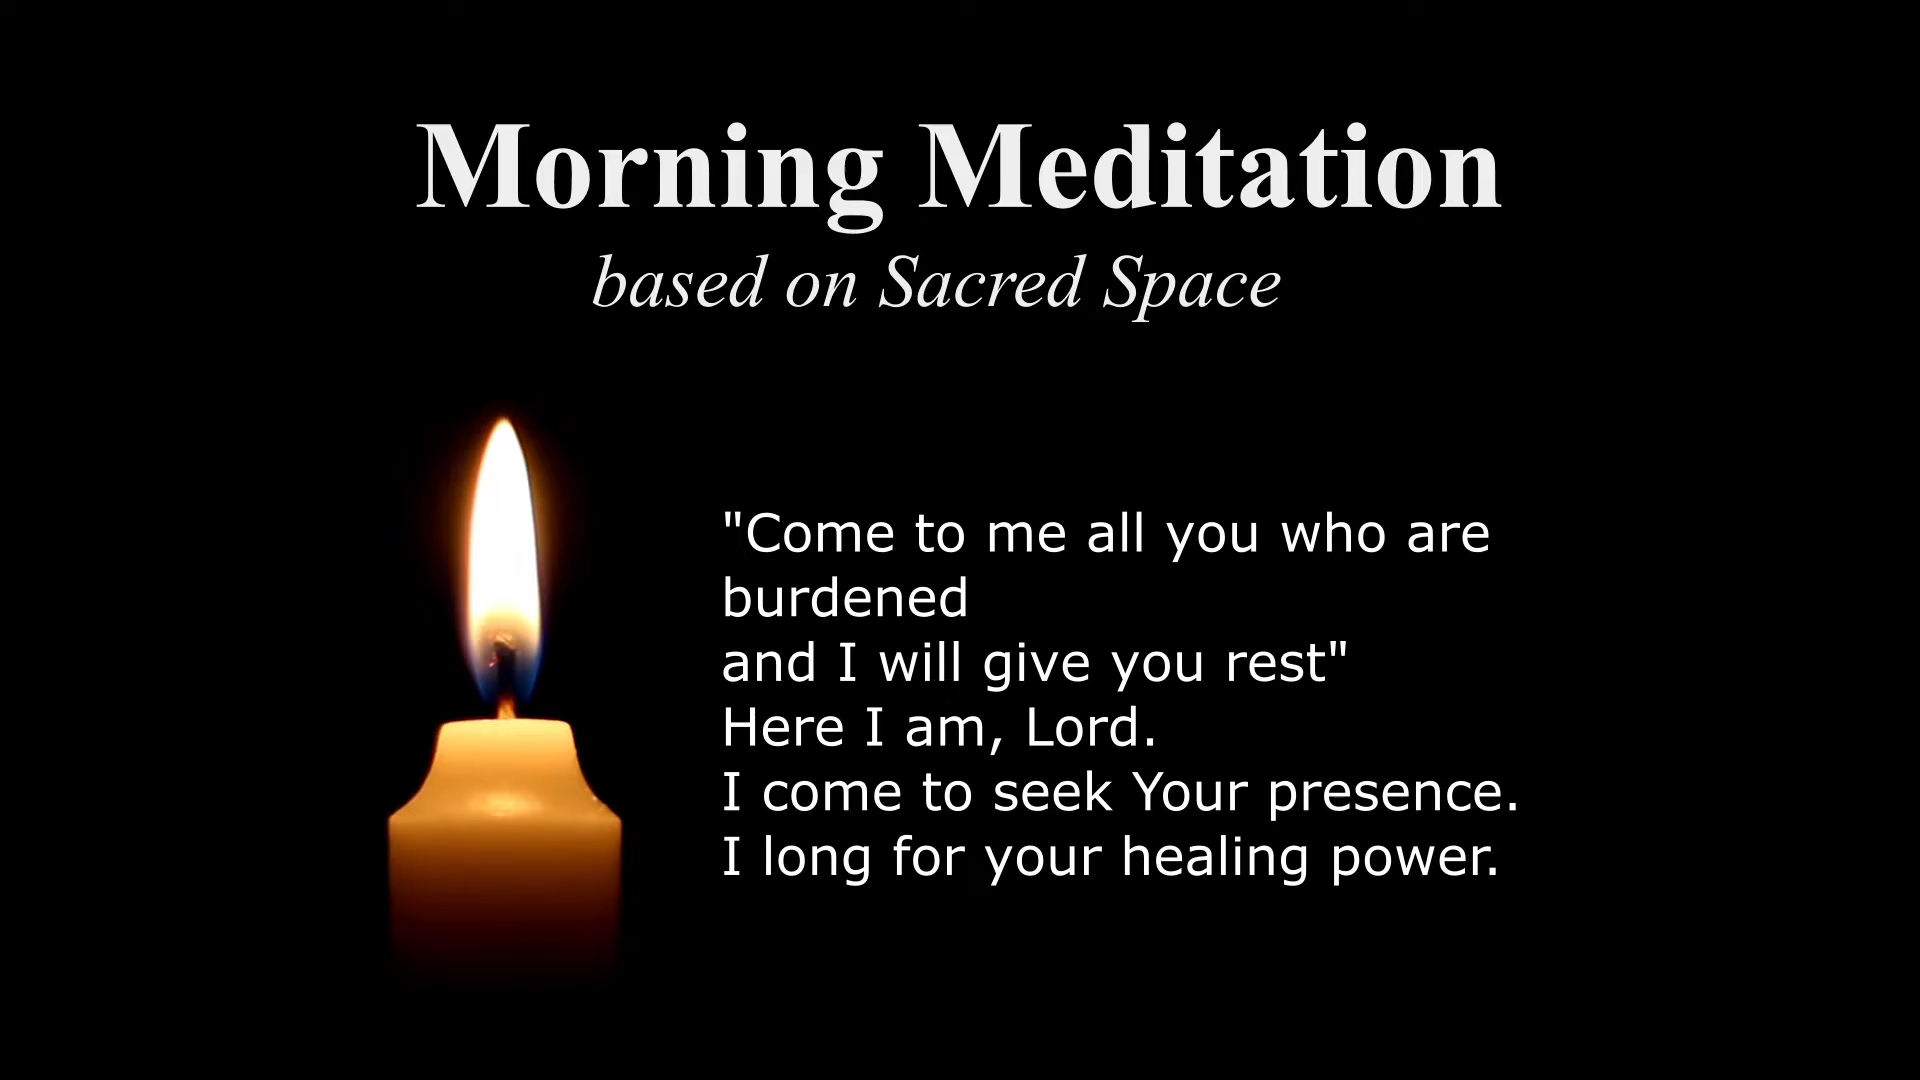 Morning Meditation
based on Sacred Space
"Come to me all you who are
burdened
and I will give you rest"
Here I am, Lord.
I come to seek Your presence.
I long for your healing power.